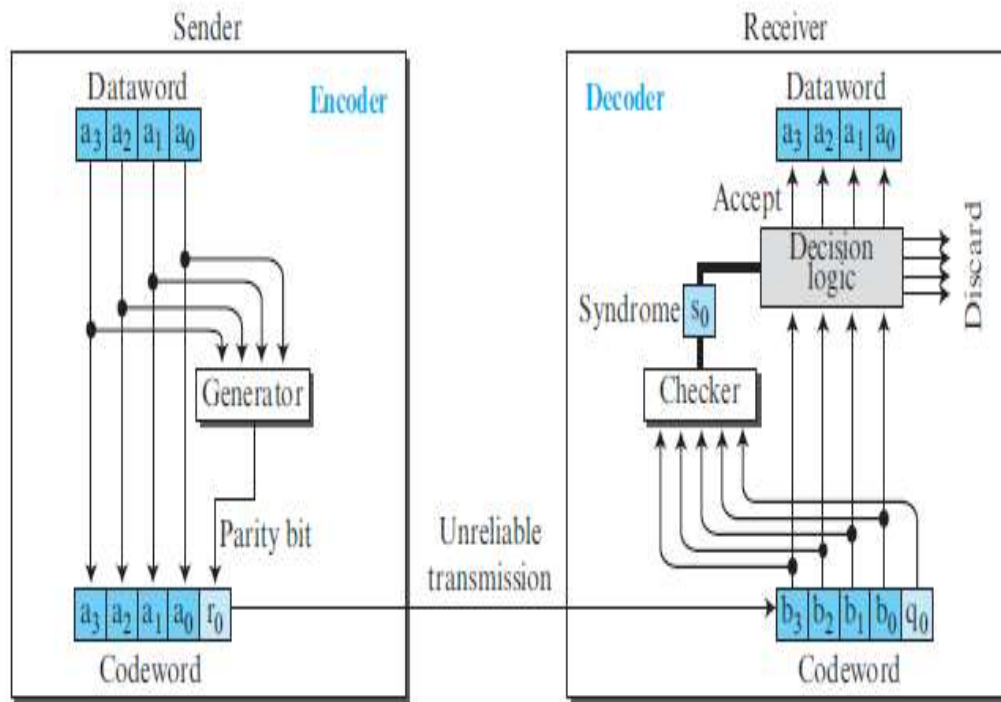 Sender
Encoder
Dataword
a3 a2 a1 a0
Generator
Parity bit
a3 a2 a1 a0 r0
Codeword
Unreliable
transmission
Receiver
Decoder
Dataword
a3 a2 a1 a0
Accept
Decision
logic
Discard
Syndrome
s0
Checker
b3 b2 b1 b0 q0
Codeword